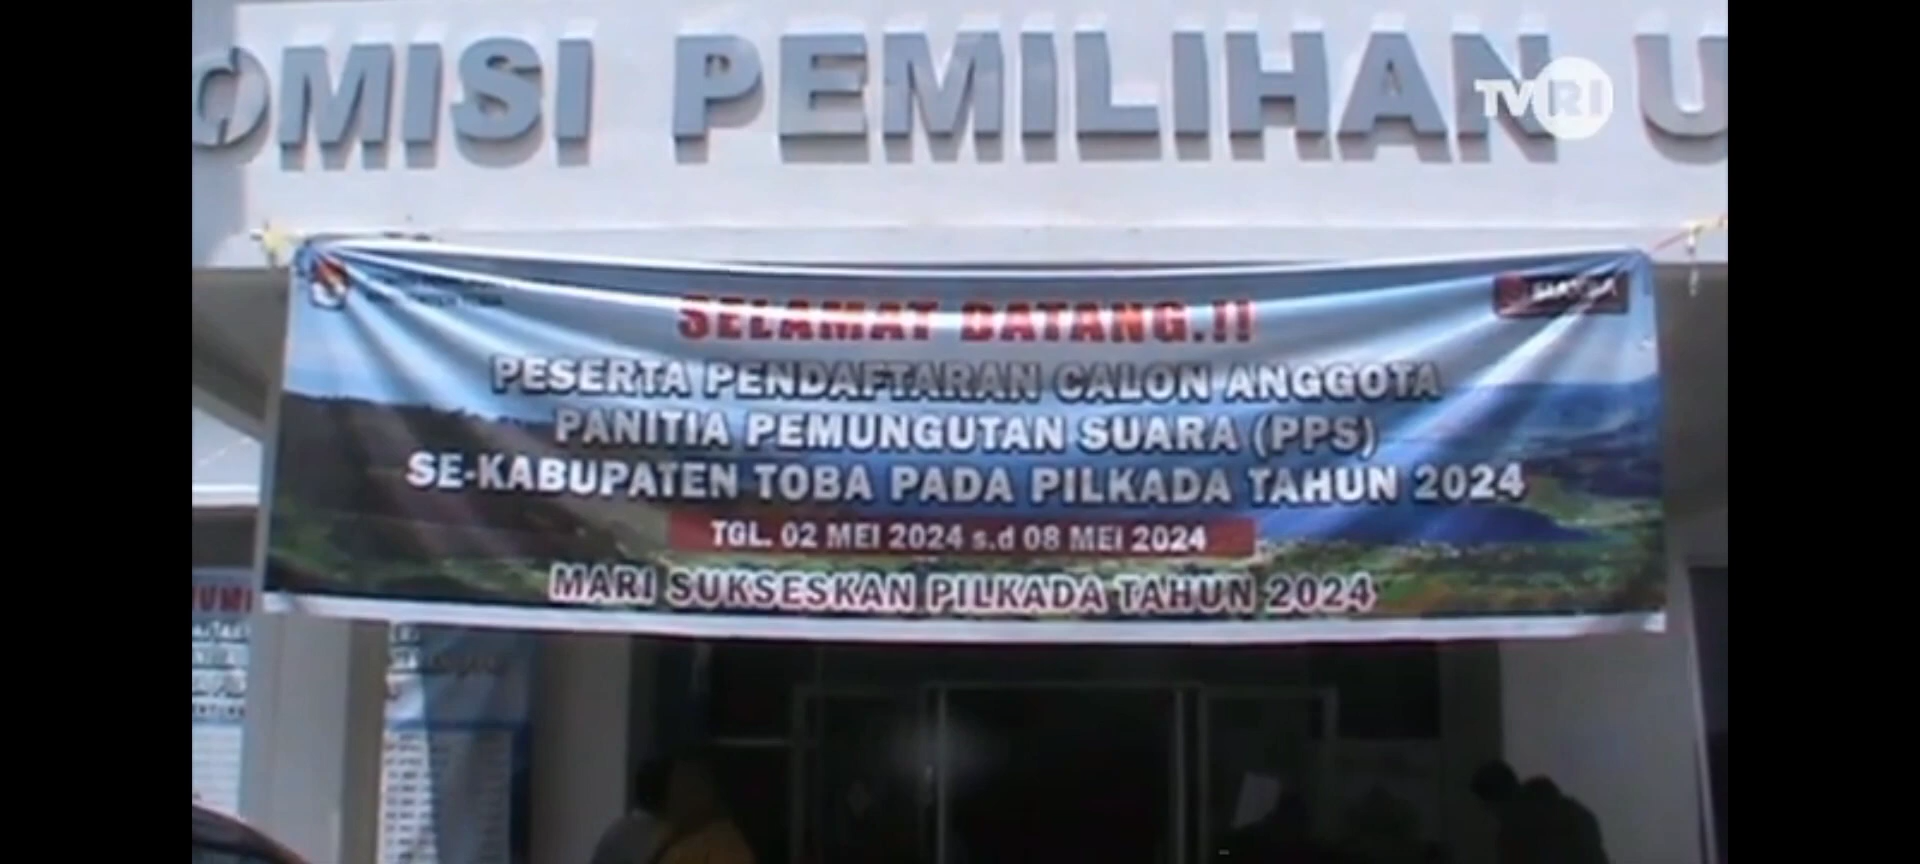 OMISI PEMILIHAN U
TVRI
SELAMAT DATANG.!!
PESERTA PENDAFTARAN CALON ANGGOTA
PANITIA PEMUNGUTAN SUARA (PPS)
SE-KABUPATEN TOBA PADA PILKADA TAHUN 2024
TGL. 02 MEI 2024 s.d 08 MEI 2024
MARI SUKSESKAN PILKADA TAHUN 2024